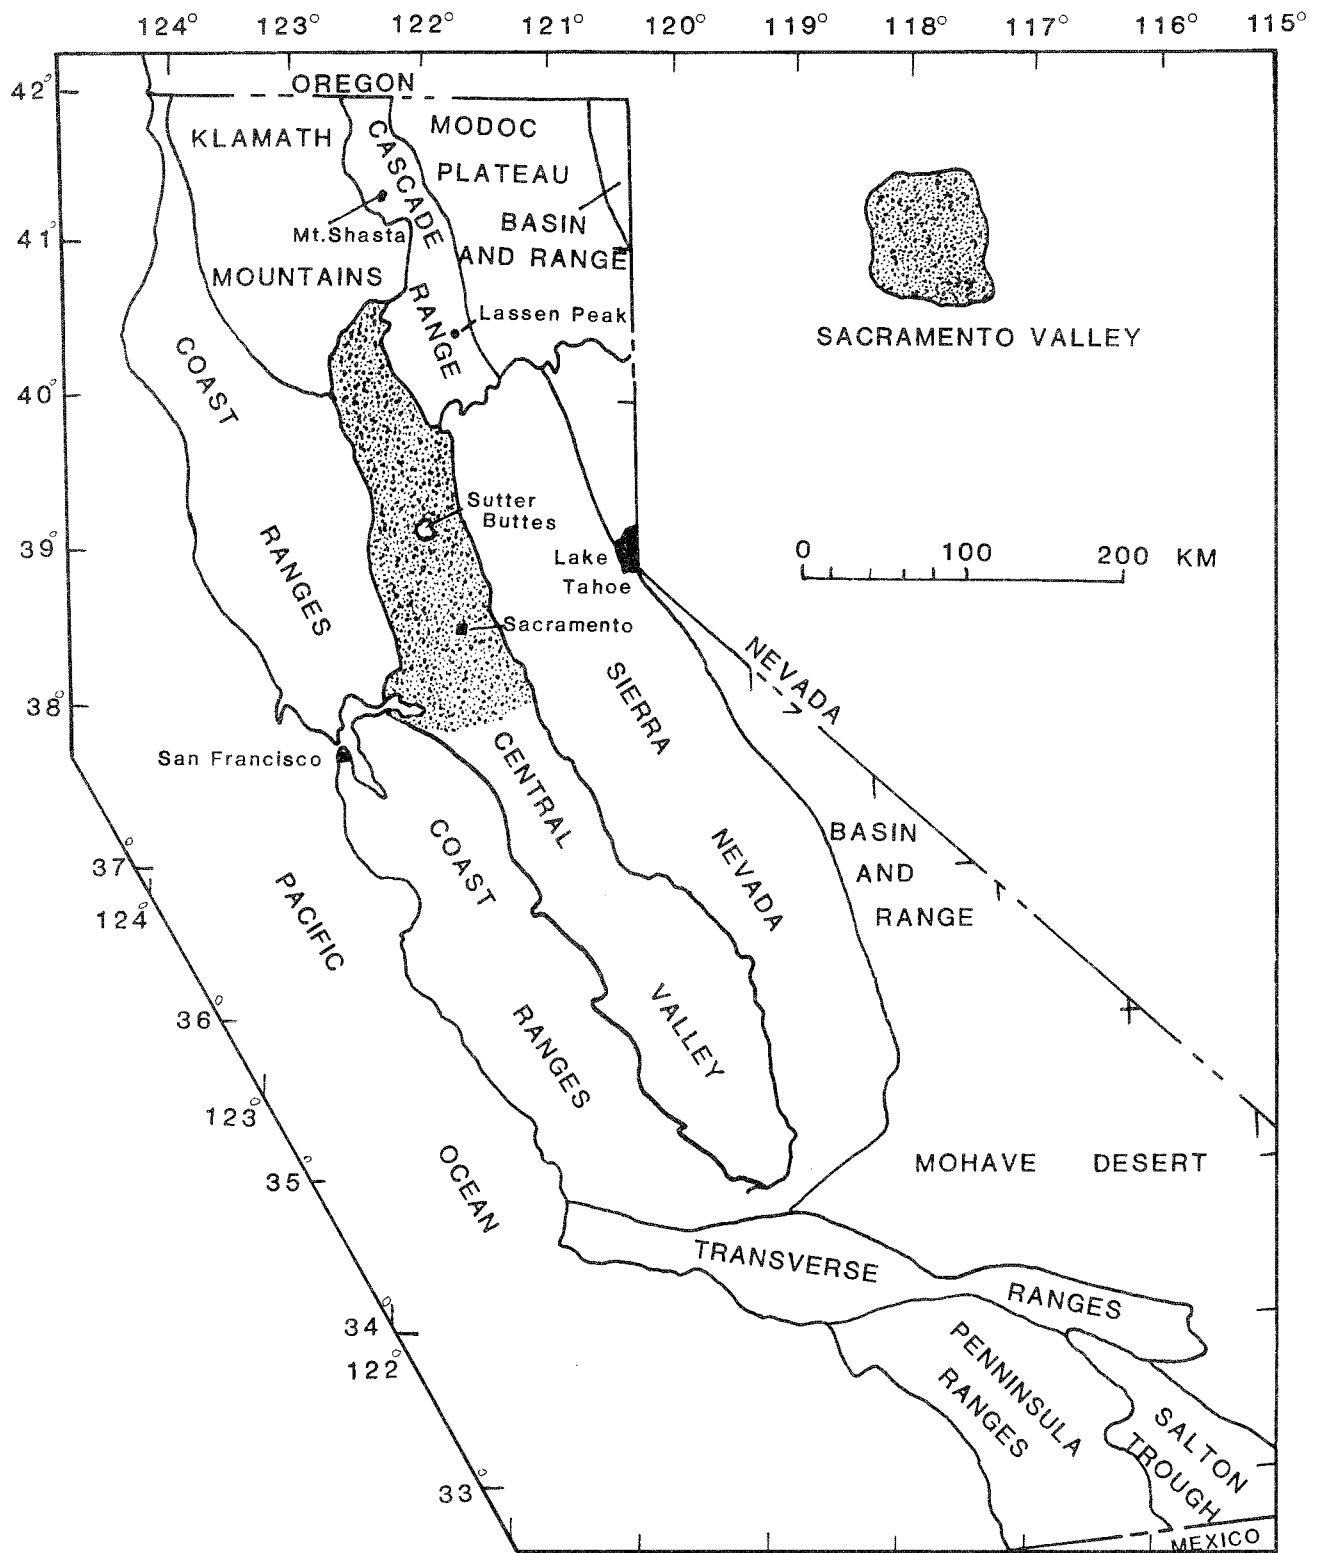 124° 123° 122° 121° 120° 119° 118° 117° 116° 115°
42°
OREGON
KLAMATH
CASCADE
MODOC
PLATEAU
BASIN
AND RANGE
Mt.Shasta
41°
MOUNTAINS
RANGE
Lassen Peak
SACRAMENTO VALLEY
COAST
40°
Sutter
Buttes
RANGES
39°
Lake
Tahoe
0 100 200 KM
Sacramento
NEVADA
SIERRA
38°
San Francisco
CENTRAL
BASIN
AND
RANGE
COAST
NEVADA
37°
124°
PACIFIC
VALLEY
RANGES
36°
123°
MOHAVE DESERT
35°
OCEAN
TRANSVERSE
RANGES
34°
122°
PENNINSULA
RANGES
SALTON
TROUGH
33°
MEXICO